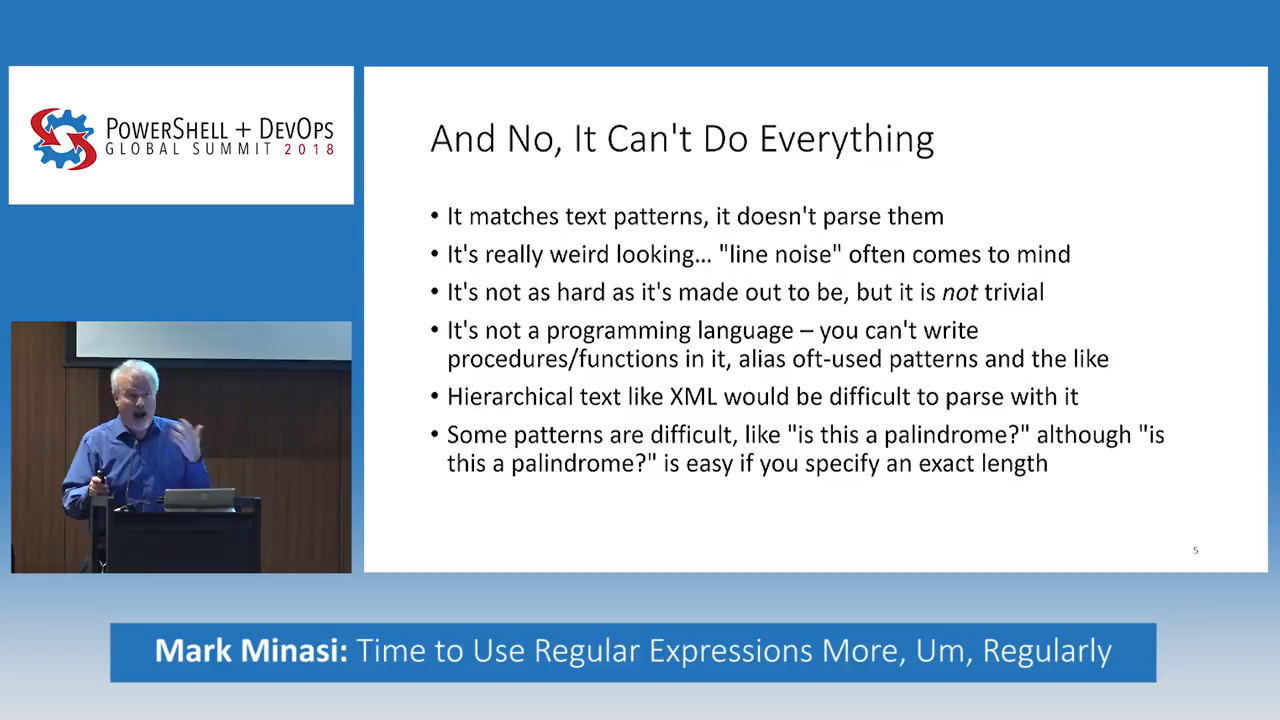 POWERSHELL + DEVOPS
GLOBAL SUMMIT 2018
And No, It Can't Do Everything
• It matches text patterns, it doesn't parse them
• It's really weird looking... "line noise" often comes to mind
• It's not as hard as it's made out to be, but it is not trivial
• It's not a programming language – you can't write
procedures/functions in it, alias oft-used patterns and the like
• Hierarchical text like XML would be difficult to parse with it
• Some patterns are difficult, like "is this a palindrome?" although "is
this a palindrome?" is easy if you specify an exact length
5
Mark Minasi: Time to Use Regular Expressions More, Um, Regularly